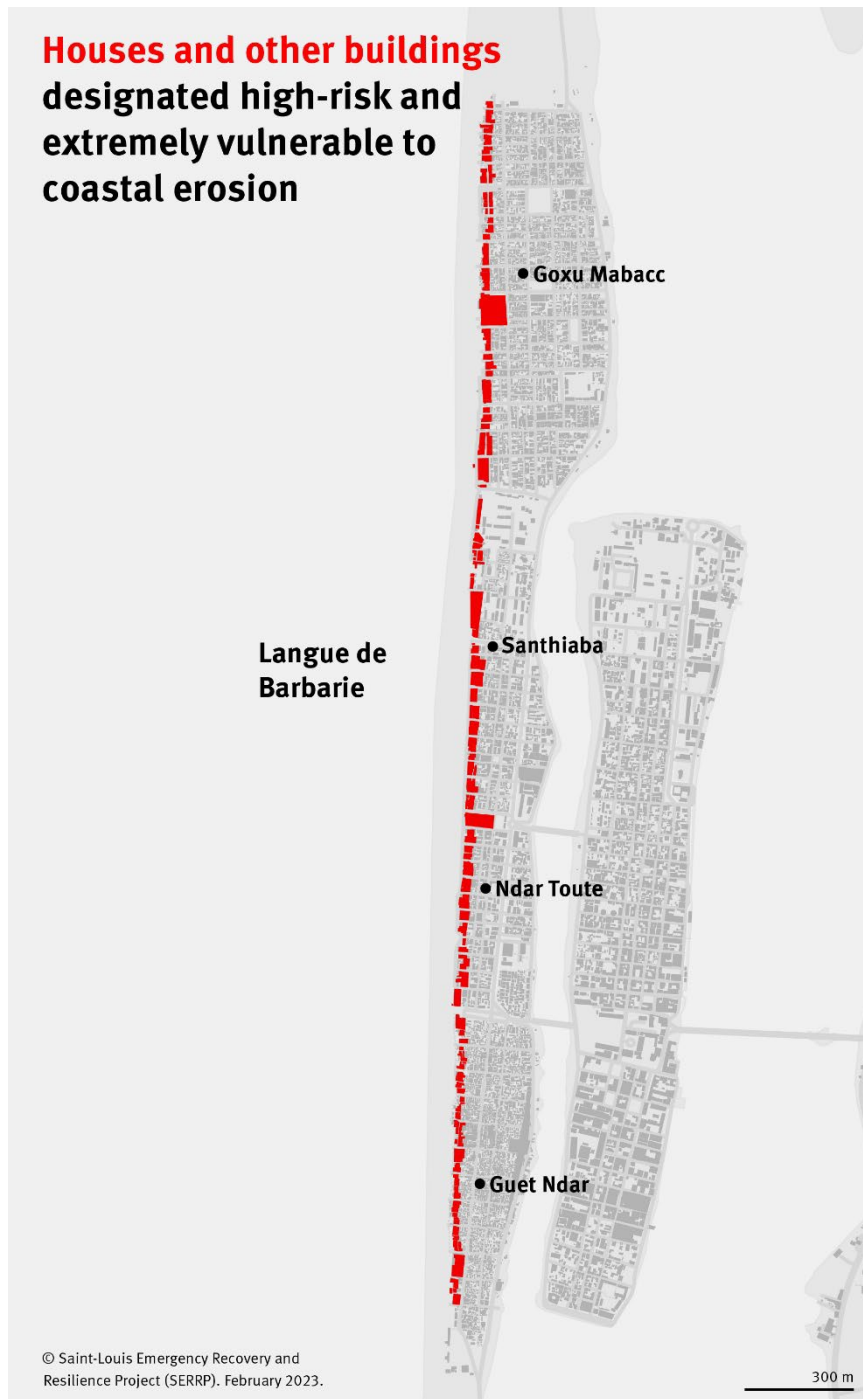 Houses and other buildings
designated high-risk and
extremely vulnerable to
coastal erosion
Goxu Mabacc
Santhiaba
Langue de
Barbarie
Ndar Toute
Guet Ndar
© Saint-Louis Emergency Recovery and
Resilience Project (SERRP). February 2023.
300 m